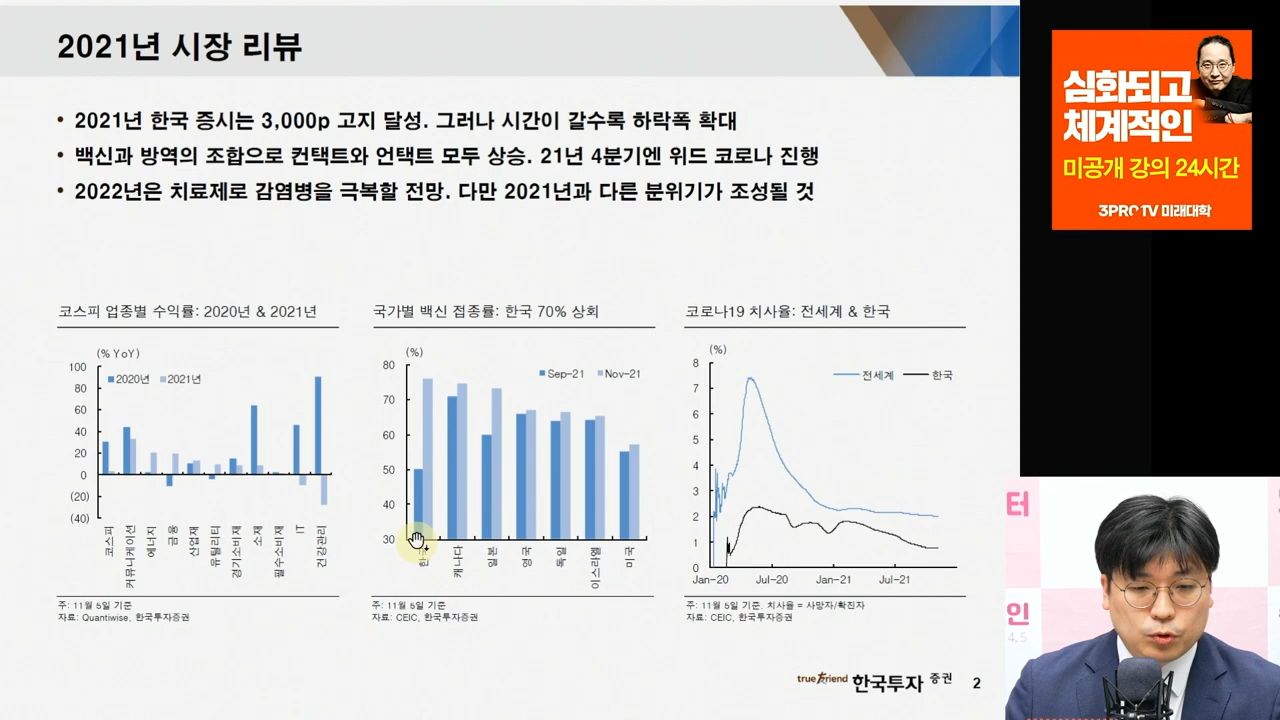 2021년 시장 리뷰
• 2021년 한국 증시는 3,000p 고지 달성. 그러나 시간이 갈수록 하락폭 확대
• 백신과 방역의 조합으로 컨택트와 언택트 모두 상승. 21년 4분기엔 위드 코로나 진행
• 2022년은 치료제로 감염병을 극복할 전망. 다만 2021년과 다른 분위기가 조성될 것
코스피 업종별 수익률: 2020년 & 2021년
(% YoY)
2020년 2021년
100
80
60
40
20
0
(20)
(40)
코스피
커뮤니케이션
에너지
금융
산업재
유틸리티
경기소비재
소재
필수소비재
IT
건강관리
주: 11월 5일 기준
자료: Quantiwise, 한국투자증권
국가별 백신 접종률: 한국 70% 상회
(%)
Sep-21 Nov-21
80
70
60
50
40
30
캐나다
일본
영국
독일
이스라엘
미국
주: 11월 5일 기준
자료: CEIC, 한국투자증권
코로나19 치사율: 전세계 & 한국
(%)
전세계 한국
8
7
6
5
4
3
2
1
0
Jan-20 Jul-20 Jan-21 Jul-21
주: 11월 5일 기준. 치사율 = 사망자/확진자
자료: CEIC, 한국투자증권
true Friend 한국투자 증권 2
심화되고
체계적인
미공개 강의 24시간
3PRO TV 미래대학
터
인
4.5